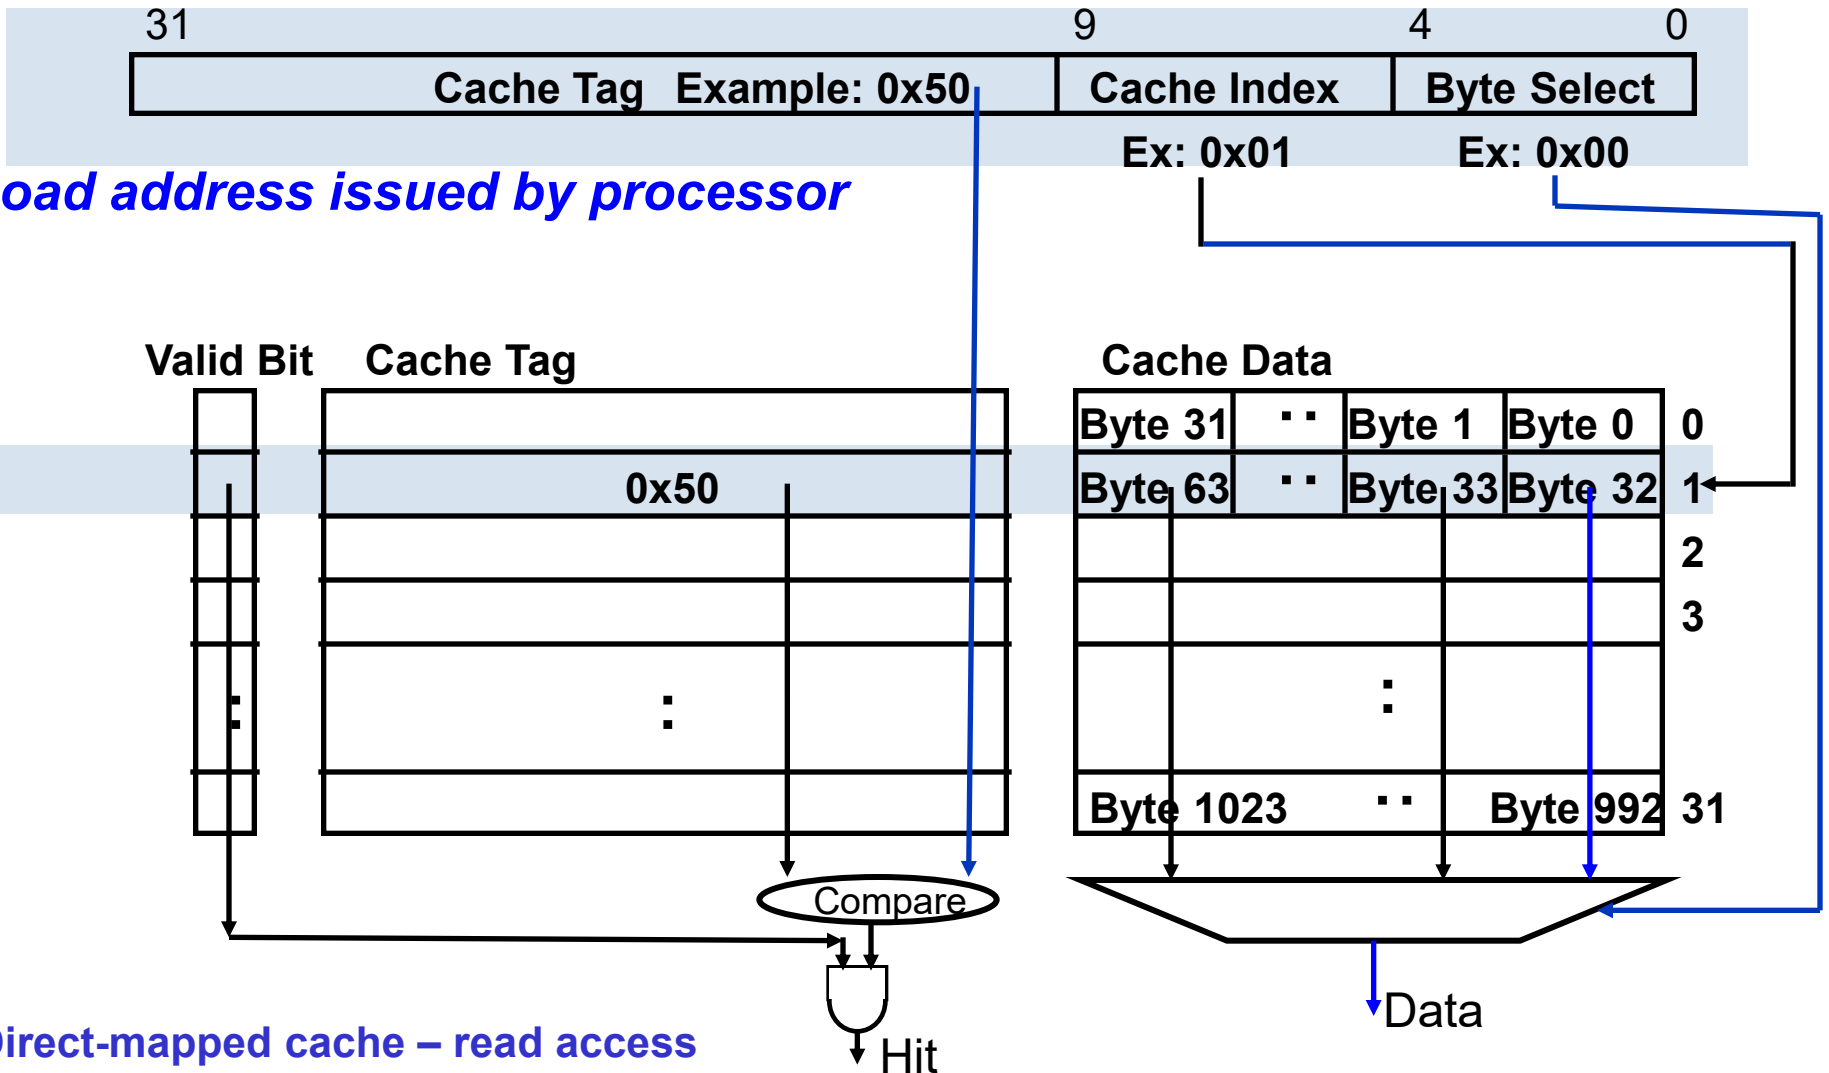 31 9 4 0
Cache Tag Example: 0x50 Cache Index Byte Select
Ex: 0x01 Ex: 0x00
oad address issued by processor
Valid Bit Cache Tag Cache Data
Byte 31 ·· Byte 1 Byte 0 0
0x50 Byte 63 ·· Byte 33 Byte 32 1
2
3
: : :
Byte 1023 ·· Byte 992 31
Compare
Data
Direct-mapped cache – read access
Hit